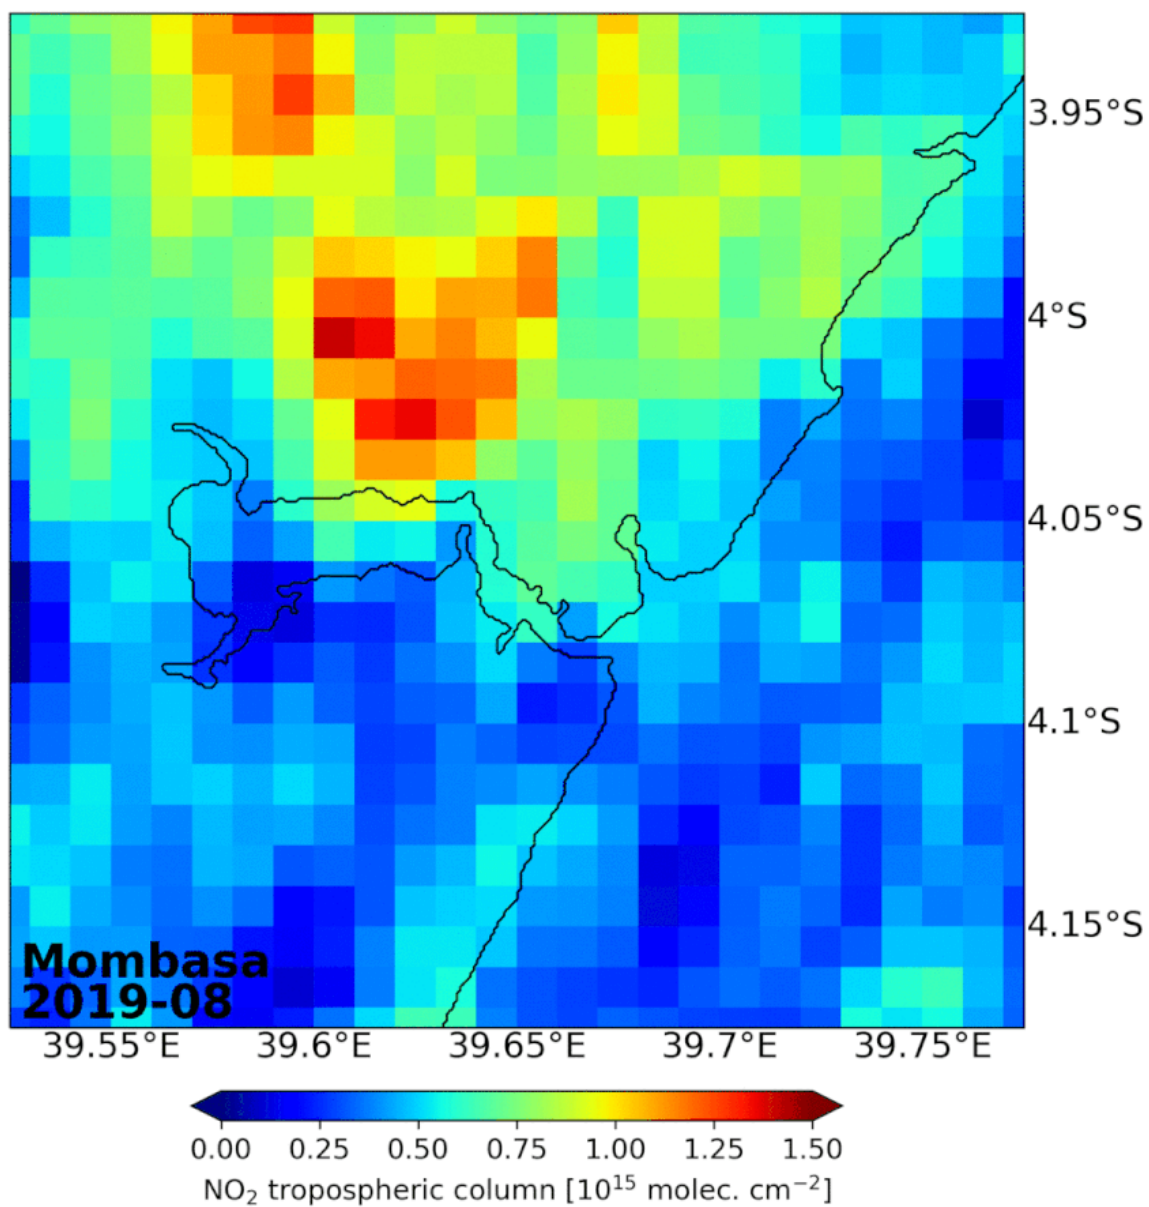 3.95°S
4°S
4.05°S
4.1°S
4.15°S
Mombasa
2019-08
39.55°E 39.6°E 39.65°E 39.7°E 39.75°E
0.00 0.25 0.50 0.75 1.00 1.25 1.50
NO₂ tropospheric column [10¹⁵ molec. cm⁻²]